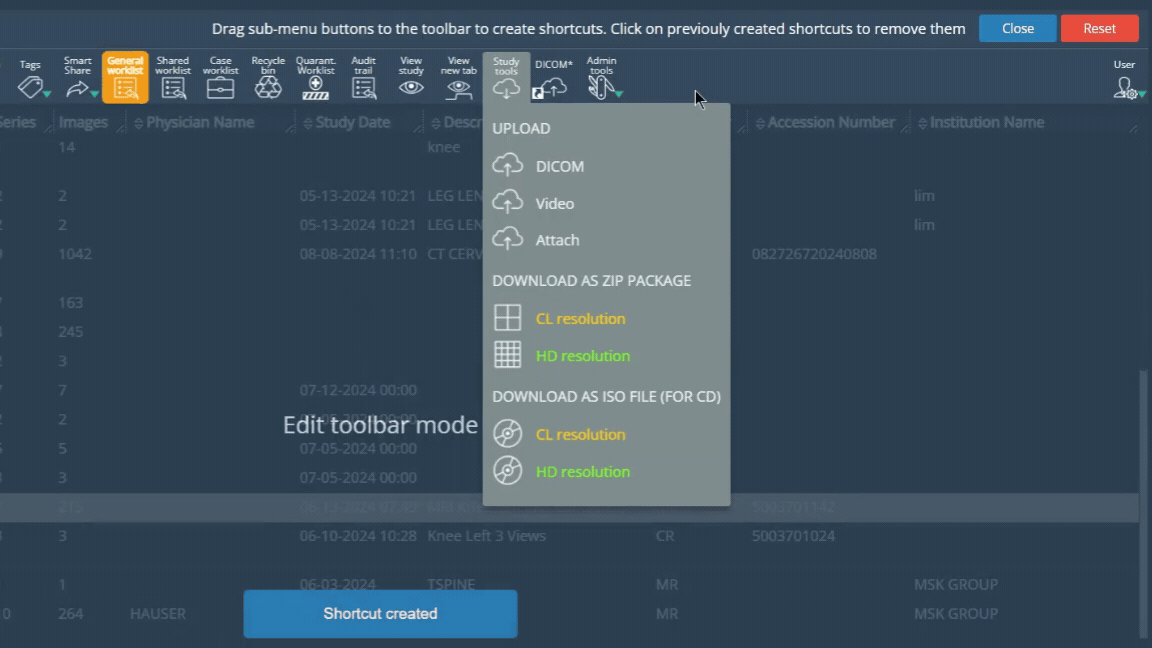 Drag sub-menu buttons to the toolbar to create shortcuts. Click on previouly created shortcuts to remove them
Close
Reset
Tags
Smart Share
General worklist
Shared worklist
Case worklist
Recycle bin
Quarant. Worklist
Audit trail
View study
View new tab
Study tools
DICOM*
Admin tools
User
Series Images Physician Name Study Date Accession Number Institution Name
14 knee
2 05-13-2024 10:21 LEG LEN lim
2 05-13-2024 10:21 LEG LEN lim
1042 08-08-2024 11:10 CT CERV 082726720240808
163
245
3
7 07-12-2024 00:00
2
5 07-05-2024 00:00
3 07-05-2024 00:00
5003701142
3 06-10-2024 10:28 Knee Left 3 Views CR 5003701024
1 06-03-2024 TSPINE MR MSK GROUP
0 264 HAUSER MR MSK GROUP
UPLOAD
DICOM
Video
Attach
DOWNLOAD AS ZIP PACKAGE
CL resolution
HD resolution
DOWNLOAD AS ISO FILE (FOR CD)
CL resolution
HD resolution
Edit toolbar mode
Shortcut created